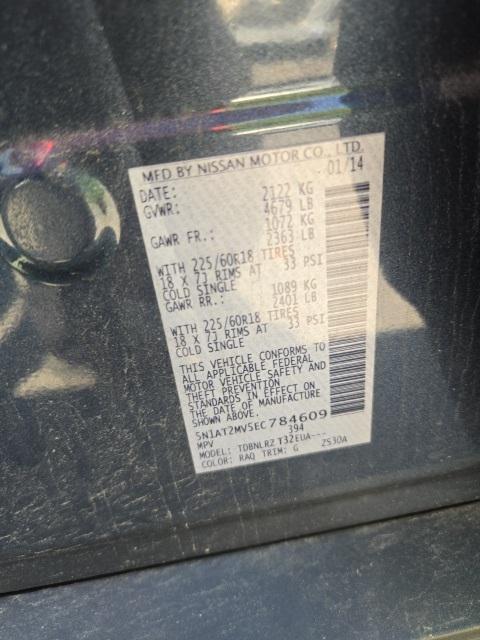 MFD BY NISSAN MOTOR CO., LTD.
DATE: 01/14
GVWR: 2122 KG
4679 LB
GAWR FR.: 1072 KG
2363 LB
WITH 225/60R18 TIRES
18 X 7J RIMS AT 33 PSI
COLD SINGLE
GAWR RR.: 1089 KG
2401 LB
WITH 225/60R18 TIRES
18 X 7J RIMS AT 33 PSI
COLD SINGLE
THIS VEHICLE CONFORMS TO
ALL APPLICABLE FEDERAL
MOTOR VEHICLE SAFETY AND
THEFT PREVENTION
STANDARDS IN EFFECT ON
THE DATE OF MANUFACTURE
SHOWN ABOVE
5N1AT2MV5EC784609
MPV 394
MODEL: TDBNLRZ T32EUA---
COLOR: RAQ TRIM: G Z530A